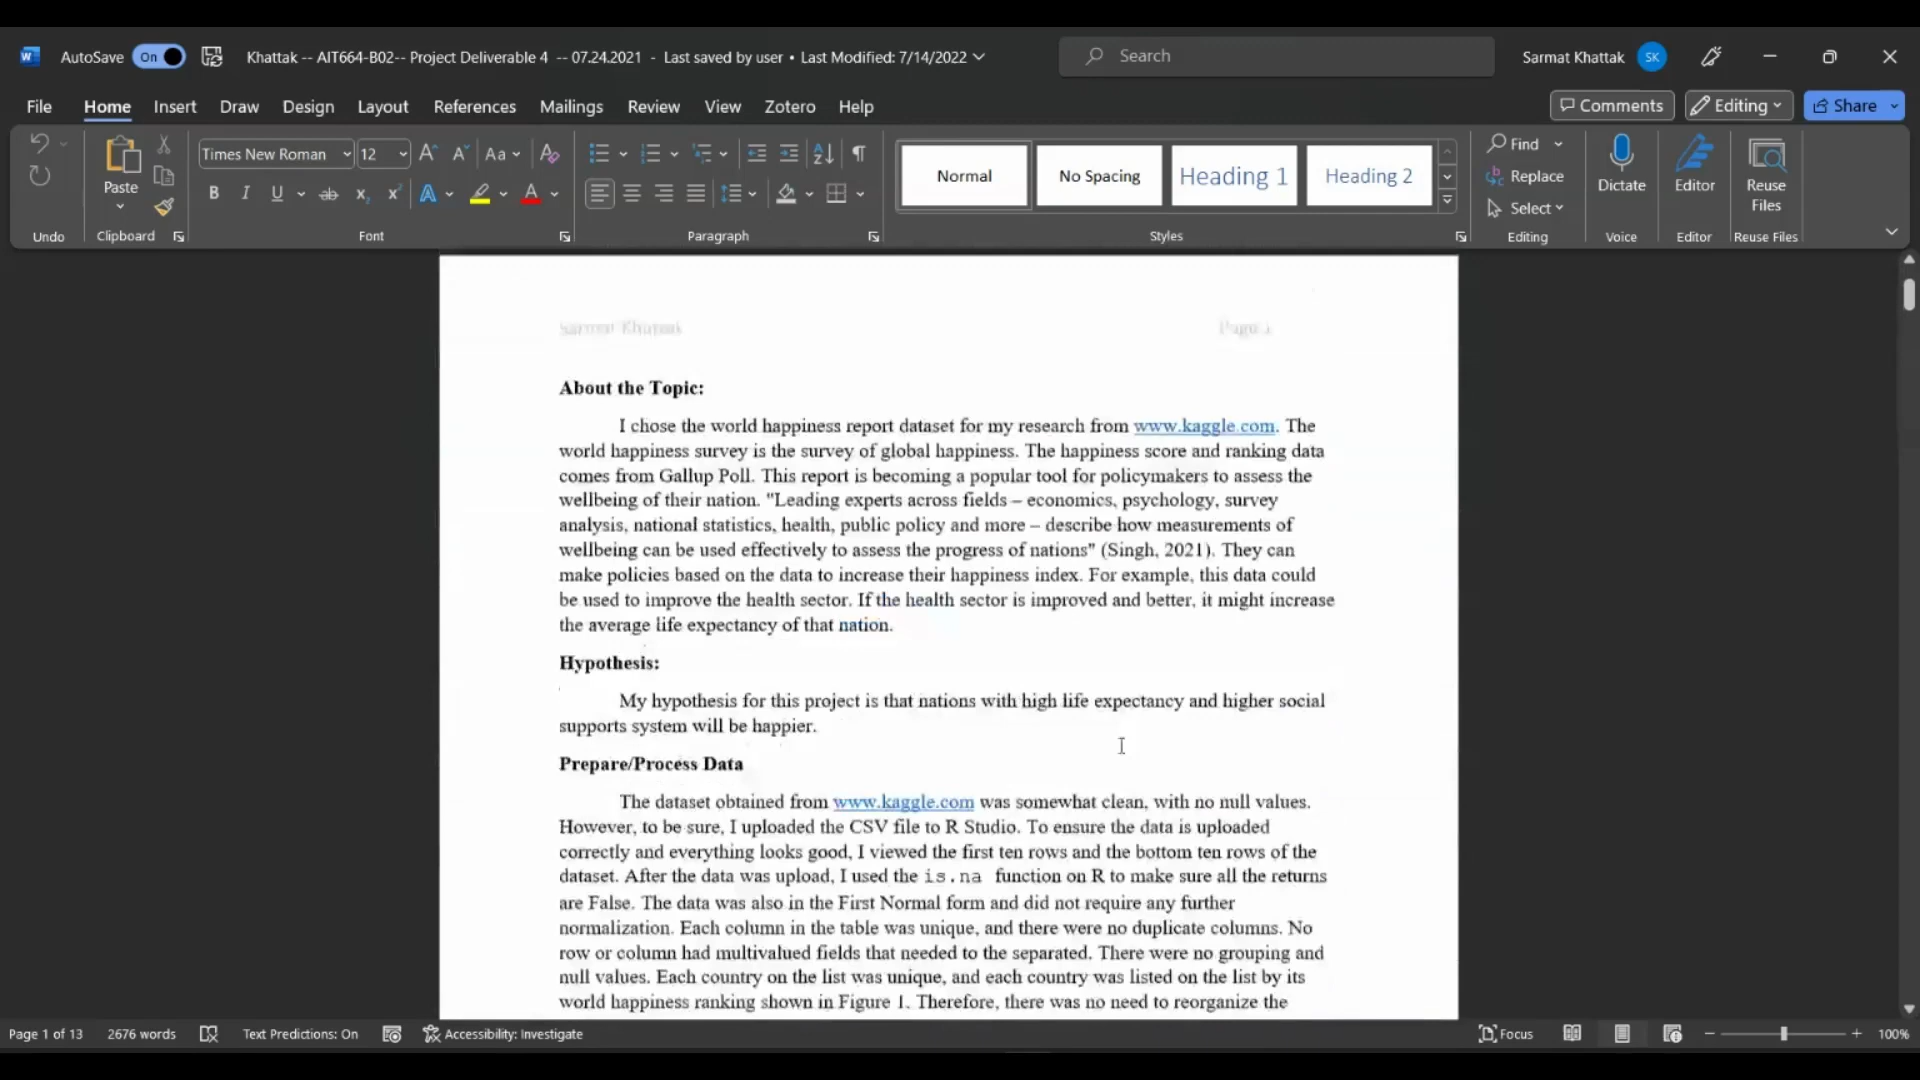 AutoSave On Khattak -- AIT664-B02-- Project Deliverable 4 -- 07.24.2021 - Last saved by user • Last Modified: 7/14/2022 Search Sarmat Khattak SK
File Home Insert Draw Design Layout References Mailings Review View Zotero Help Comments Editing Share
Times New Roman 12 Aa
Paste
B I U ab x₂ x² A A
Normal No Spacing Heading 1 Heading 2
Find
Replace
Select
Dictate
Editor
Reuse
Files
Undo Clipboard Font Paragraph Styles Editing Voice Editor Reuse Files
Sarmat Khattak Page 1
About the Topic:
I chose the world happiness report dataset for my research from www.kaggle.com. The
world happiness survey is the survey of global happiness. The happiness score and ranking data
comes from Gallup Poll. This report is becoming a popular tool for policymakers to assess the
wellbeing of their nation. "Leading experts across fields – economics, psychology, survey
analysis, national statistics, health, public policy and more – describe how measurements of
wellbeing can be used effectively to assess the progress of nations" (Singh, 2021). They can
make policies based on the data to increase their happiness index. For example, this data could
be used to improve the health sector. If the health sector is improved and better, it might increase
the average life expectancy of that nation.
Hypothesis:
My hypothesis for this project is that nations with high life expectancy and higher social
supports system will be happier.
Prepare/Process Data
The dataset obtained from www.kaggle.com was somewhat clean, with no null values.
However, to be sure, I uploaded the CSV file to R Studio. To ensure the data is uploaded
correctly and everything looks good, I viewed the first ten rows and the bottom ten rows of the
dataset. After the data was upload, I used the is.na function on R to make sure all the returns
are False. The data was also in the First Normal form and did not require any further
normalization. Each column in the table was unique, and there were no duplicate columns. No
row or column had multivalued fields that needed to the separated. There were no grouping and
null values. Each country on the list was unique, and each country was listed on the list by its
world happiness ranking shown in Figure 1. Therefore, there was no need to reorganize the
Page 1 of 13 2676 words Text Predictions: On Accessibility: Investigate Focus 100%